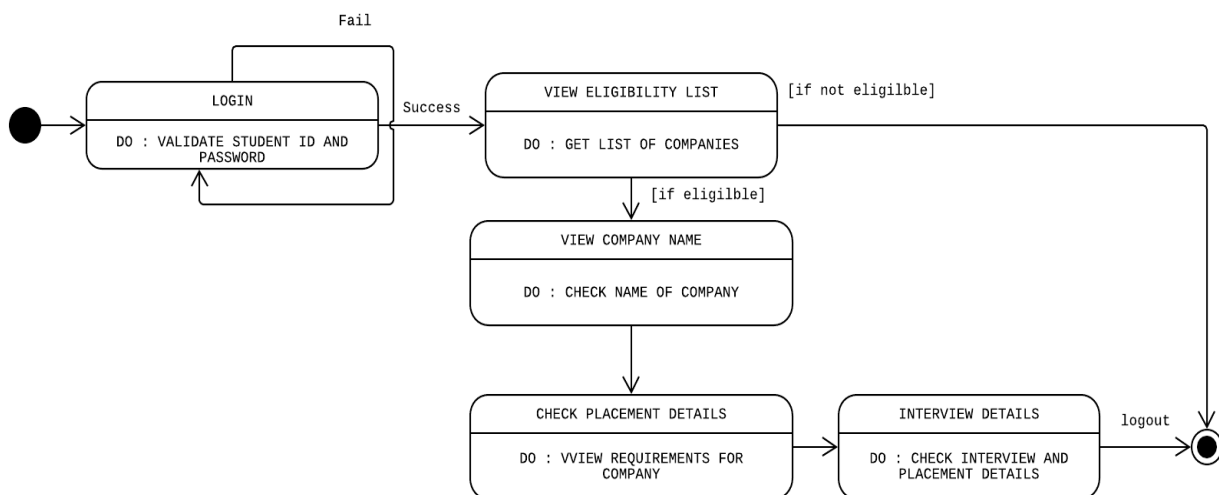 Fail
LOGIN
DO : VALIDATE STUDENT ID AND
PASSWORD
Success
VIEW ELIGIBILITY LIST
DO : GET LIST OF COMPANIES
[if not eligilble]
[if eligilble]
VIEW COMPANY NAME
DO : CHECK NAME OF COMPANY
CHECK PLACEMENT DETAILS
DO : VVIEW REQUIREMENTS FOR
COMPANY
INTERVIEW DETAILS
DO : CHECK INTERVIEW AND
PLACEMENT DETAILS
logout